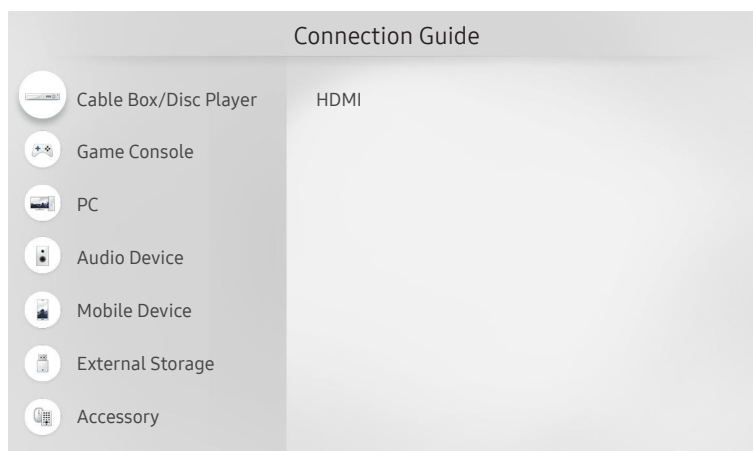 Connection Guide
Cable Box/Disc Player
HDMI
Game Console
PC
Audio Device
Mobile Device
External Storage
Accessory